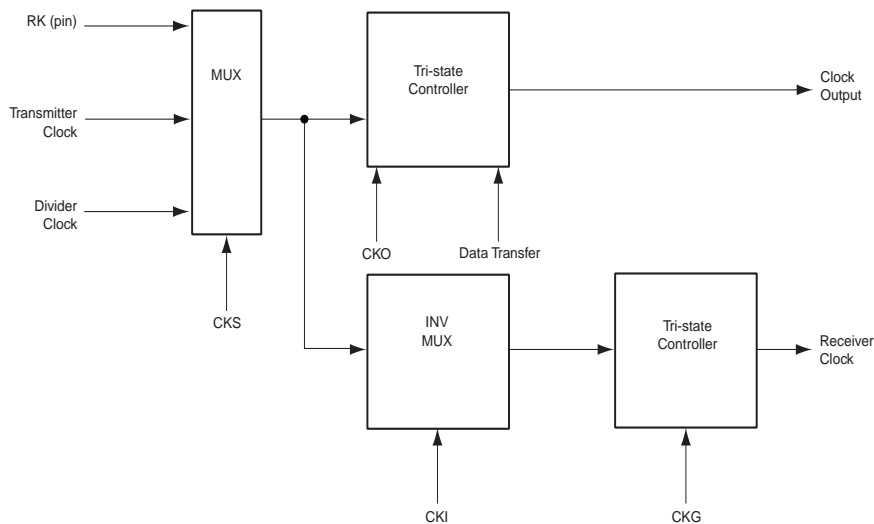 RK (pin)
MUX
Tri-state
Controller
Clock
Output
Transmitter
Clock
Divider
Clock
CKO
Data Transfer
CKS
INV
MUX
Tri-state
Controller
Receiver
Clock
CKI
CKG